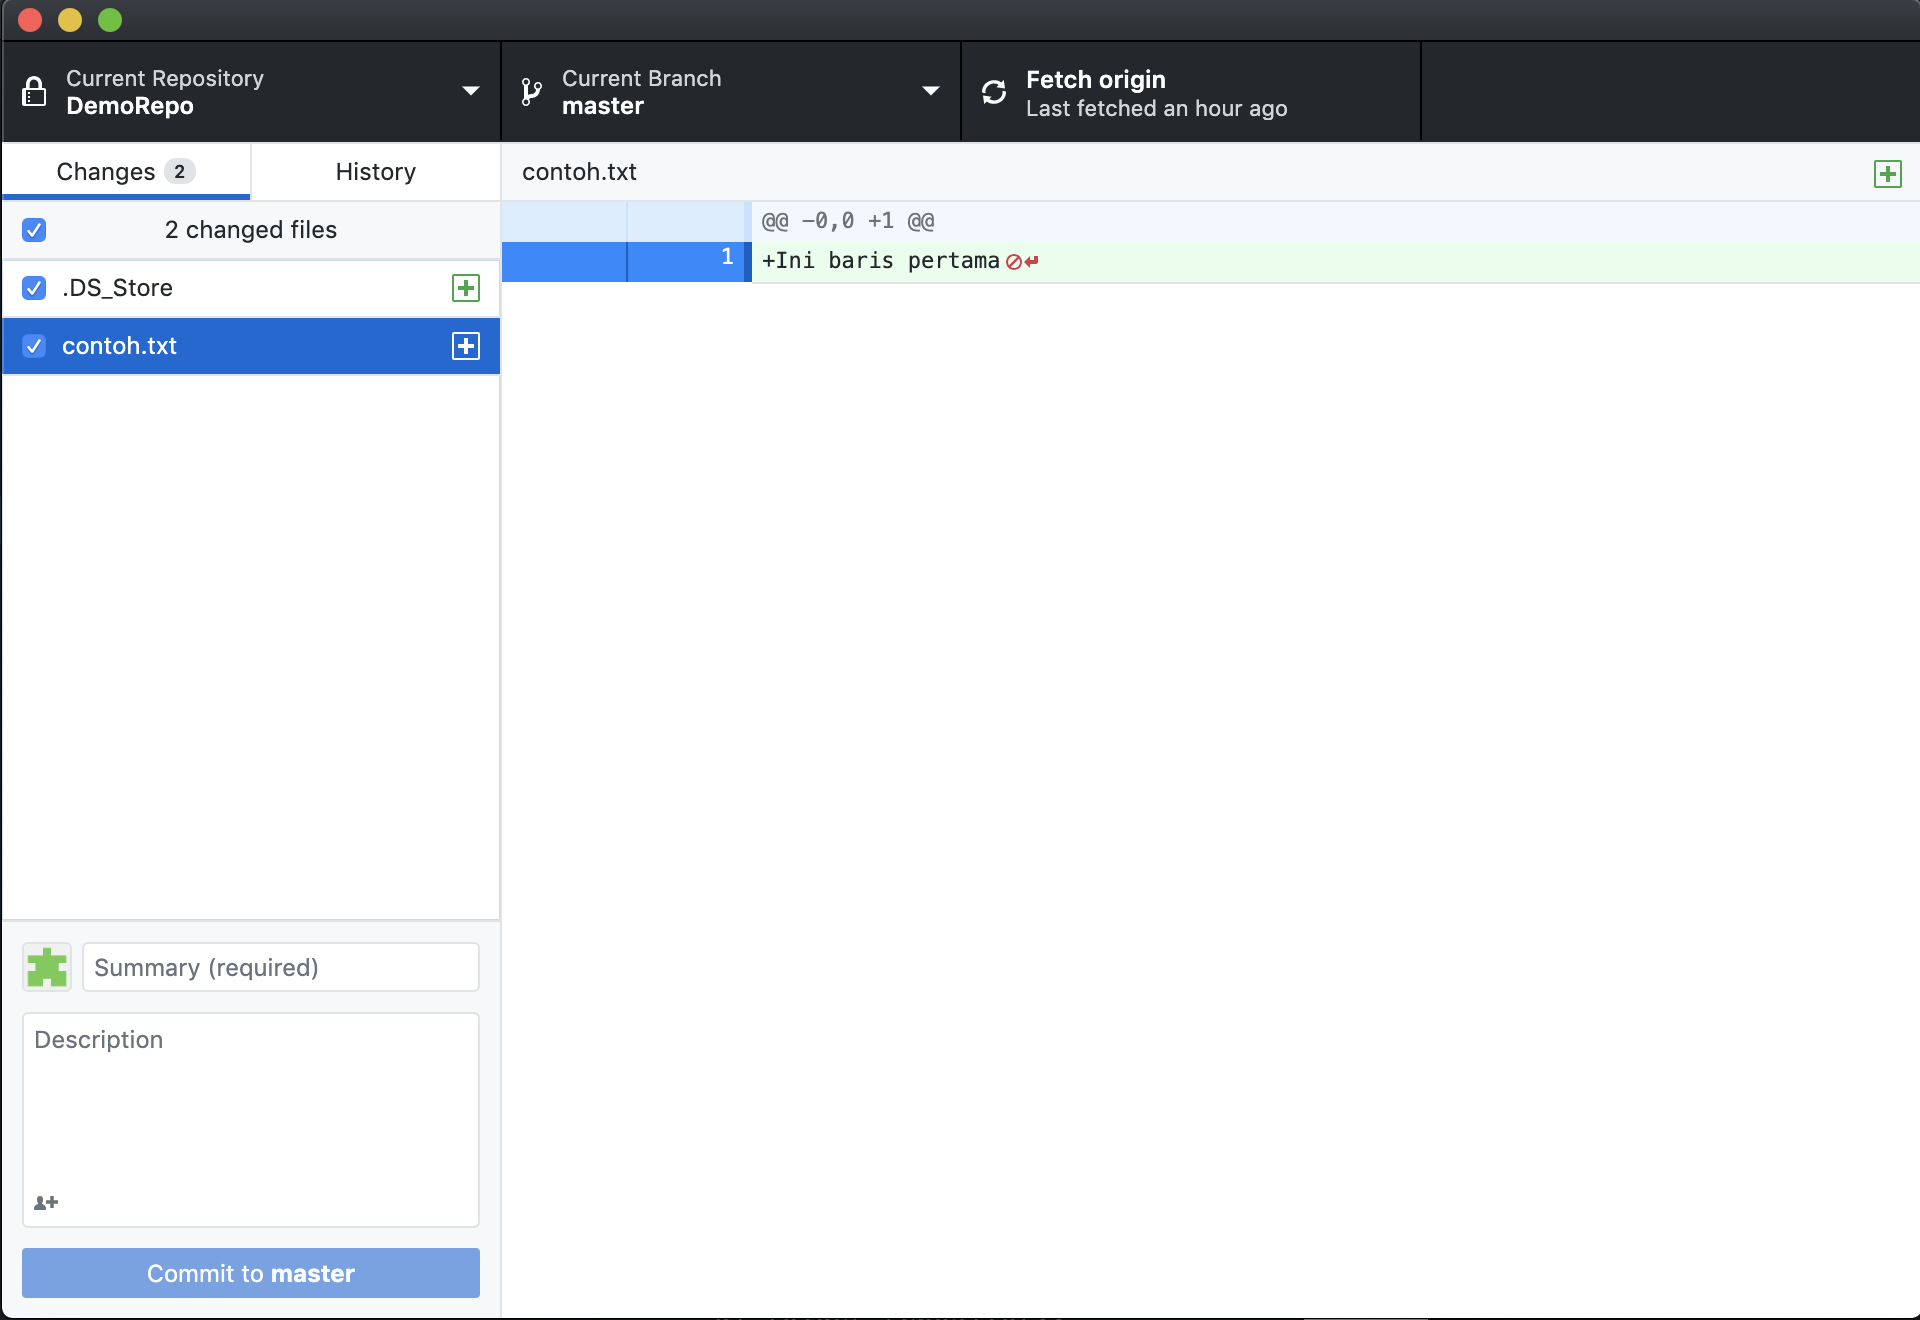 Current Repository
DemoRepo
Current Branch
master
Fetch origin
Last fetched an hour ago
Changes 2
History
contoh.txt
2 changed files
@@ -0,0 +1 @@
1 +Ini baris pertama
.DS_Store
contoh.txt
Summary (required)
Description
Commit to master